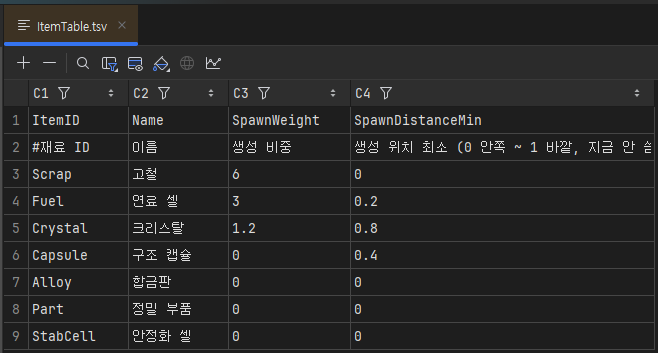 ItemTable.tsv
C1 C2 C3 C4
1 ItemID Name SpawnWeight SpawnDistanceMin
2 #재료 ID 이름 생성 비중 생성 위치 최소 (0 안쪽 ~ 1 바깥, 지금 안
3 Scrap 고철 6 0
4 Fuel 연료 셀 3 0.2
5 Crystal 크리스탈 1.2 0.8
6 Capsule 구조 캡슐 0 0.4
7 Alloy 합금판 0 0
8 Part 정밀 부품 0 0
9 StabCell 안정화 셀 0 0